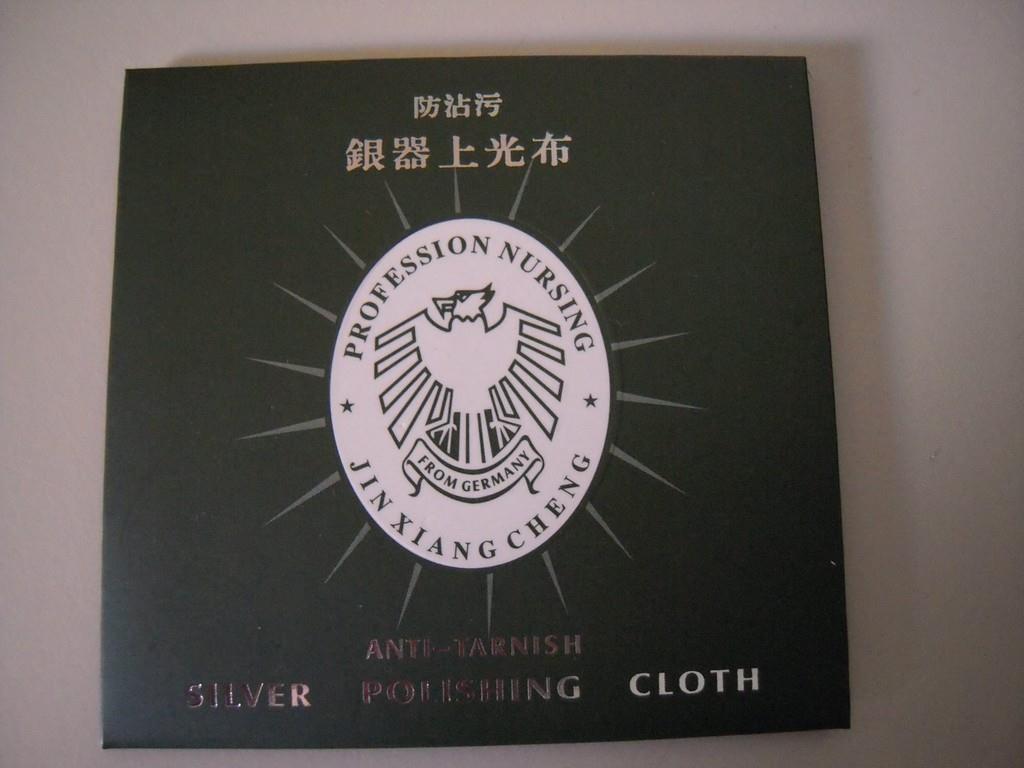 防沾污
銀器上光布
PROFESSION NURSING
FROM GERMANY
★ JIN XIANG CHENG ★
ANTI-TARNISH
SILVER POLISHING CLOTH